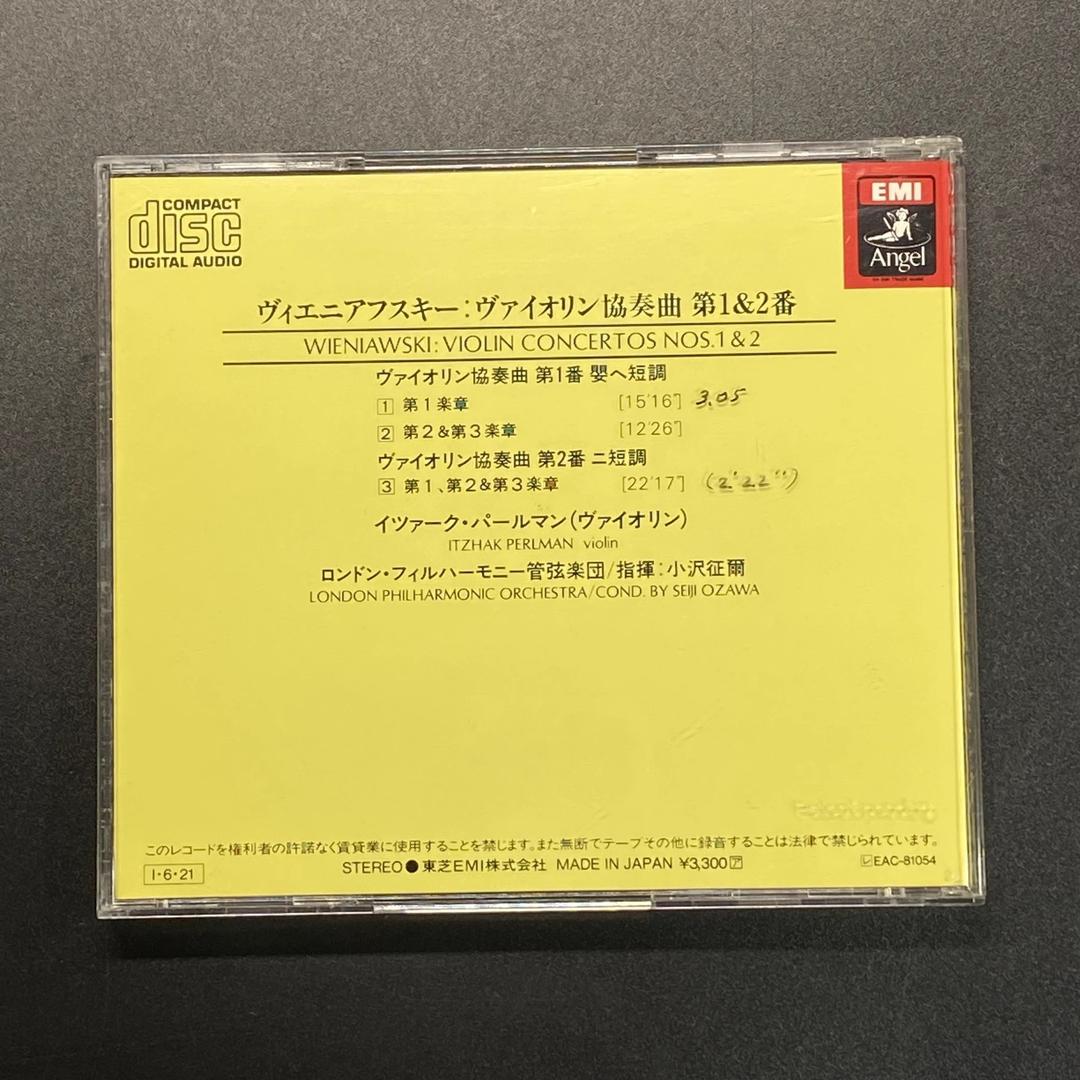 COMPACT
disc
DIGITAL AUDIO
EMI
Angel
ヴィエニアフスキー:ヴァイオリン協奏曲 第1&2番
WIENIAWSKI: VIOLIN CONCERTOS NOS.1 & 2
ヴァイオリン協奏曲 第1番 嬰ヘ短調
1 第1楽章 [15'16"] 3.05
2 第2&第3楽章 [12'26"]
ヴァイオリン協奏曲 第2番 ニ短調
3 第1、第2&第3楽章 [22'17"] (2'22'')
イツァーク・パールマン(ヴァイオリン)
ITZHAK PERLMAN violin
ロンドン・フィルハーモニー管弦楽団/指揮:小沢征爾
LONDON PHILHARMONIC ORCHESTRA/COND. BY SEIJI OZAWA
このレコードを権利者の許諾なく賃貸業に使用することを禁じます。また無断でテープその他に録音することは法律で禁じられています。
I・6・21
STEREO●東芝EMI株式会社 MADE IN JAPAN ¥3,300ア
レEAC-81054